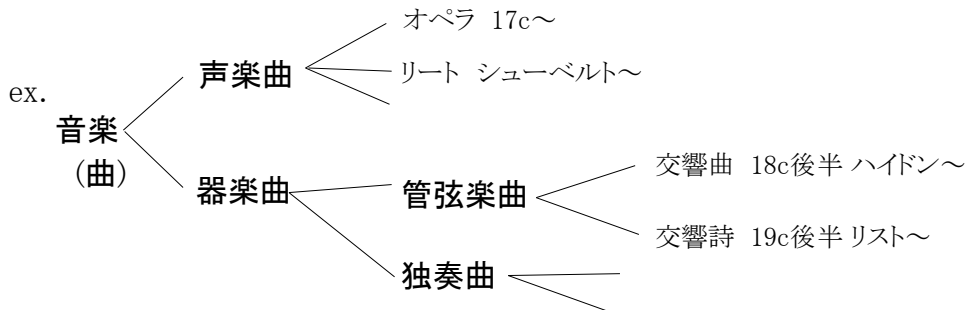 オペラ 17c～
声楽曲
リート シューベルト～
ex.
音楽
(曲)
器楽曲
管弦楽曲
交響曲 18c後半 ハイドン～
交響詩 19c後半 リスト～
独奏曲